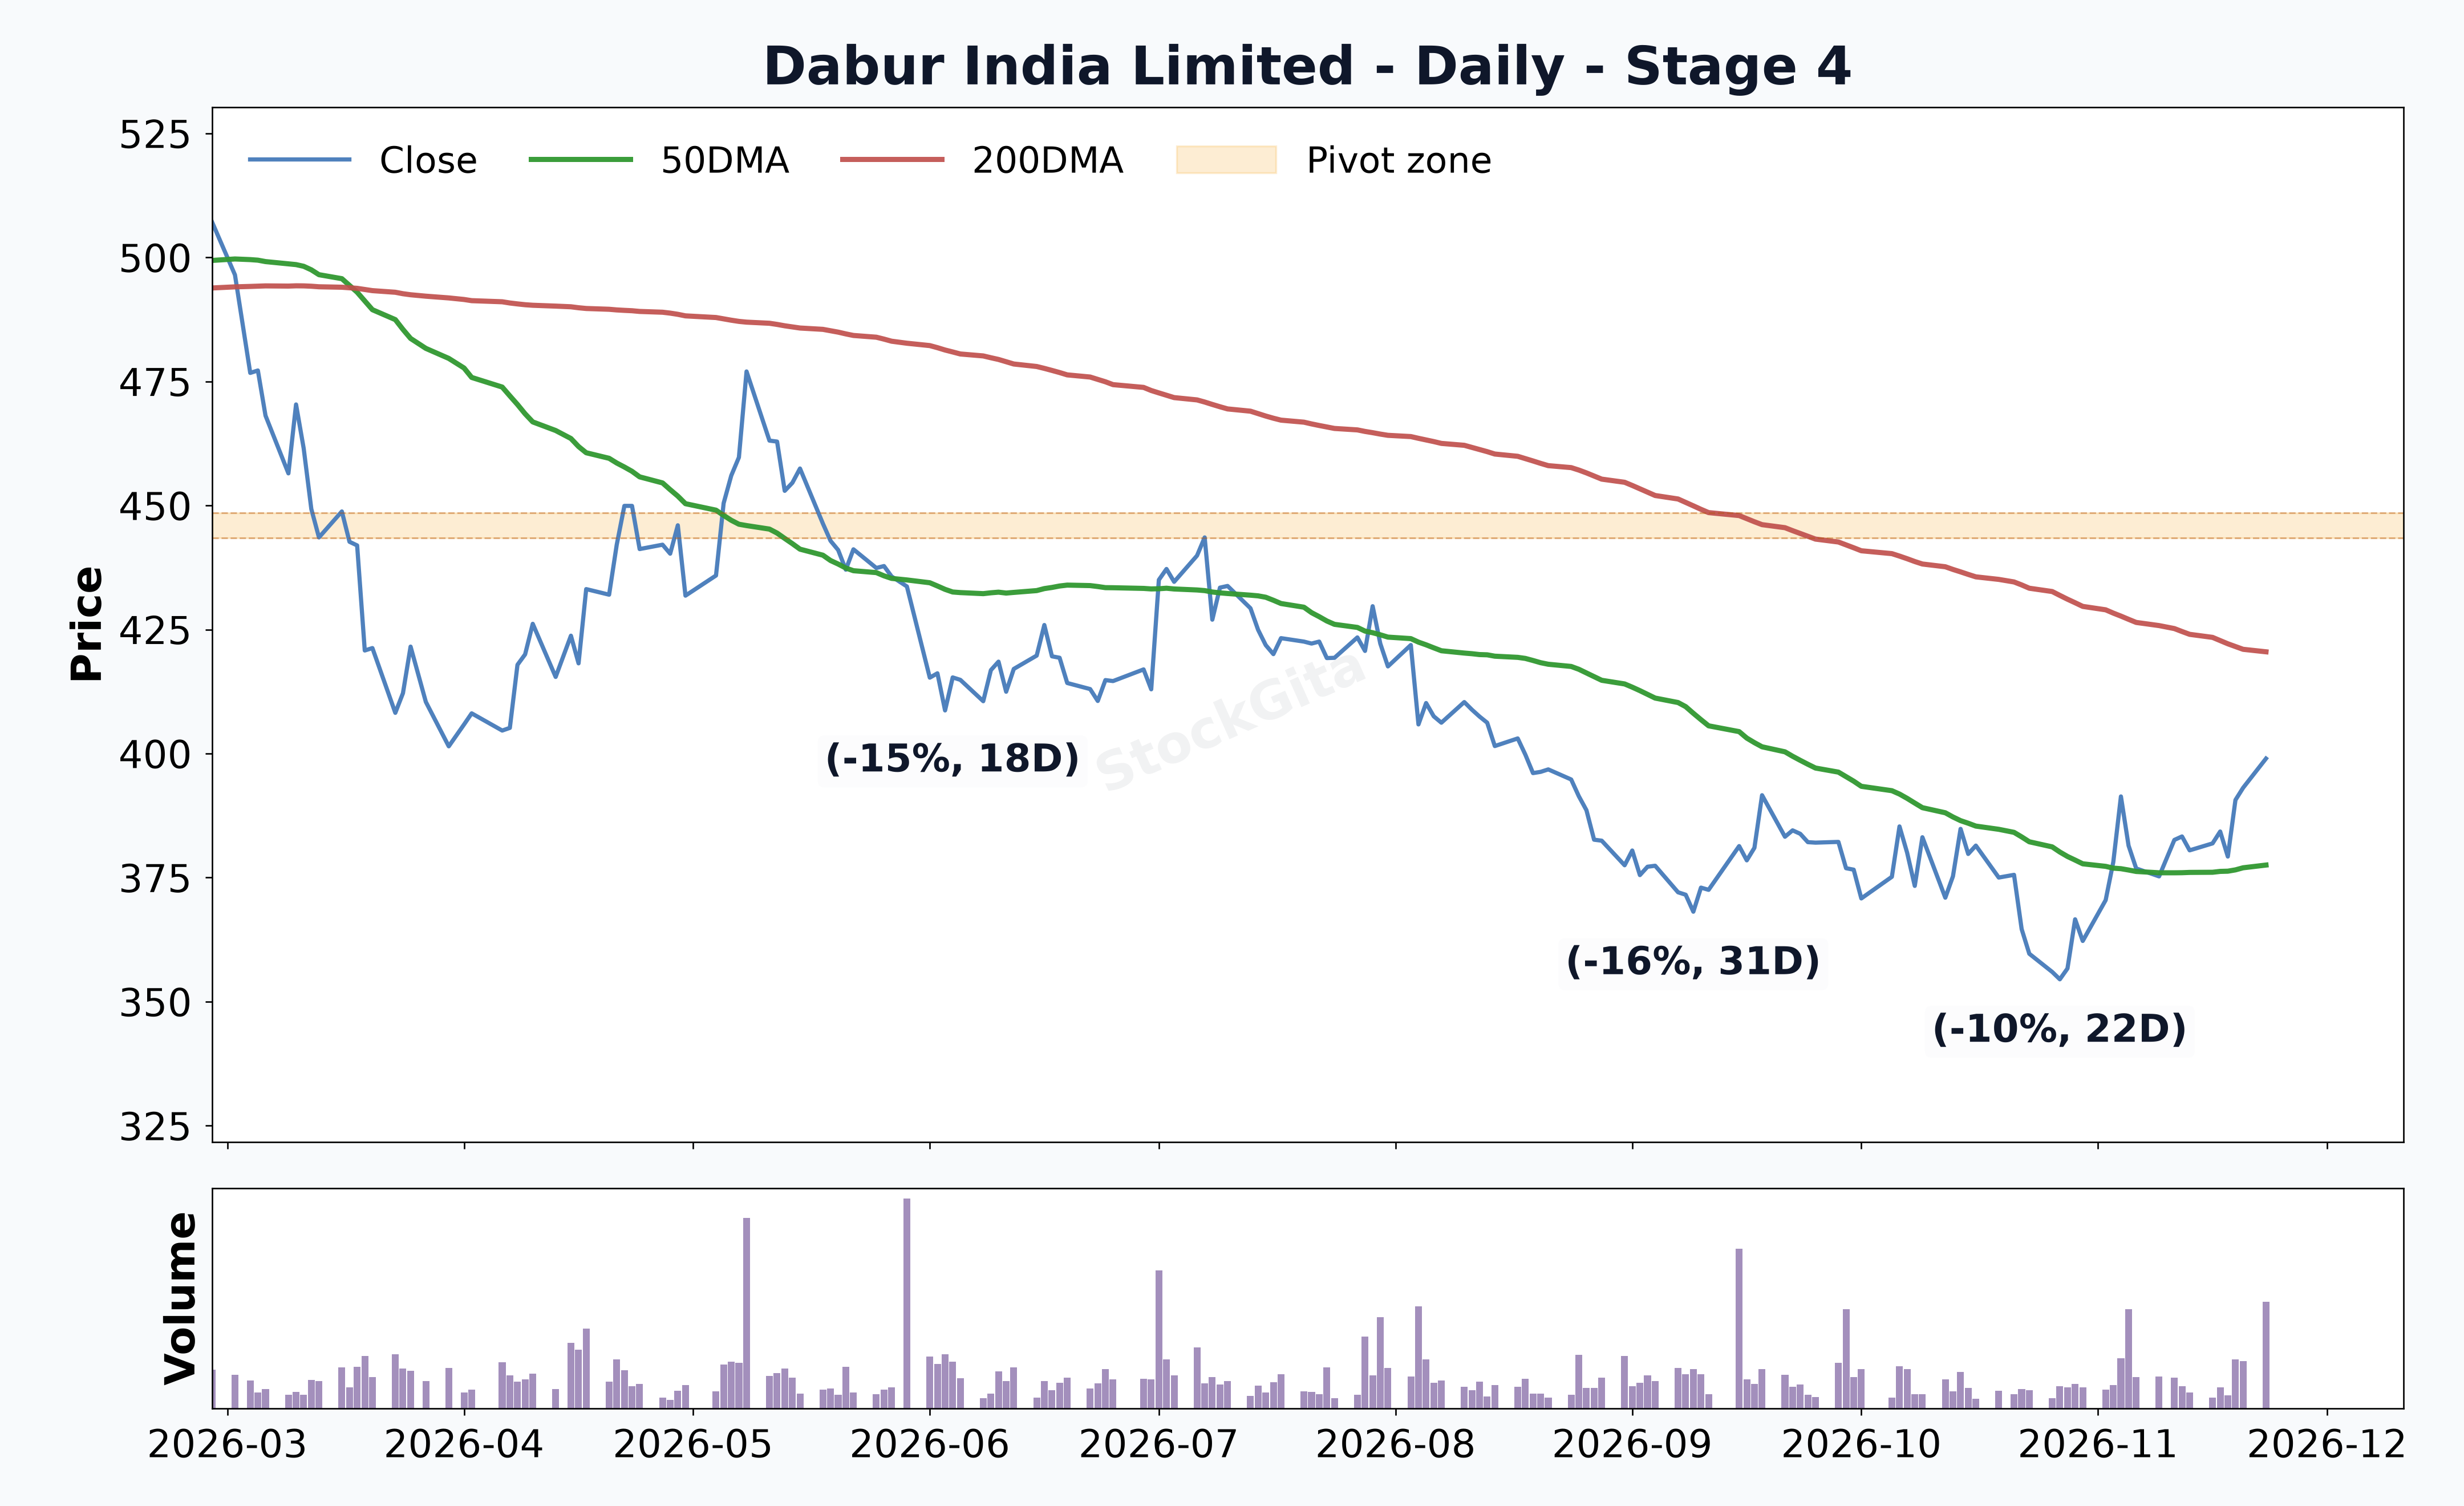 Dabur India Limited - Daily - Stage 4
Close 50DMA 200DMA Pivot zone
Price
525
500
475
450
425
400
375
350
325
(-15%, 18D)
StockGita
(-16%, 31D)
(-10%, 22D)
Volume
2026-03 2026-04 2026-05 2026-06 2026-07 2026-08 2026-09 2026-10 2026-11 2026-12